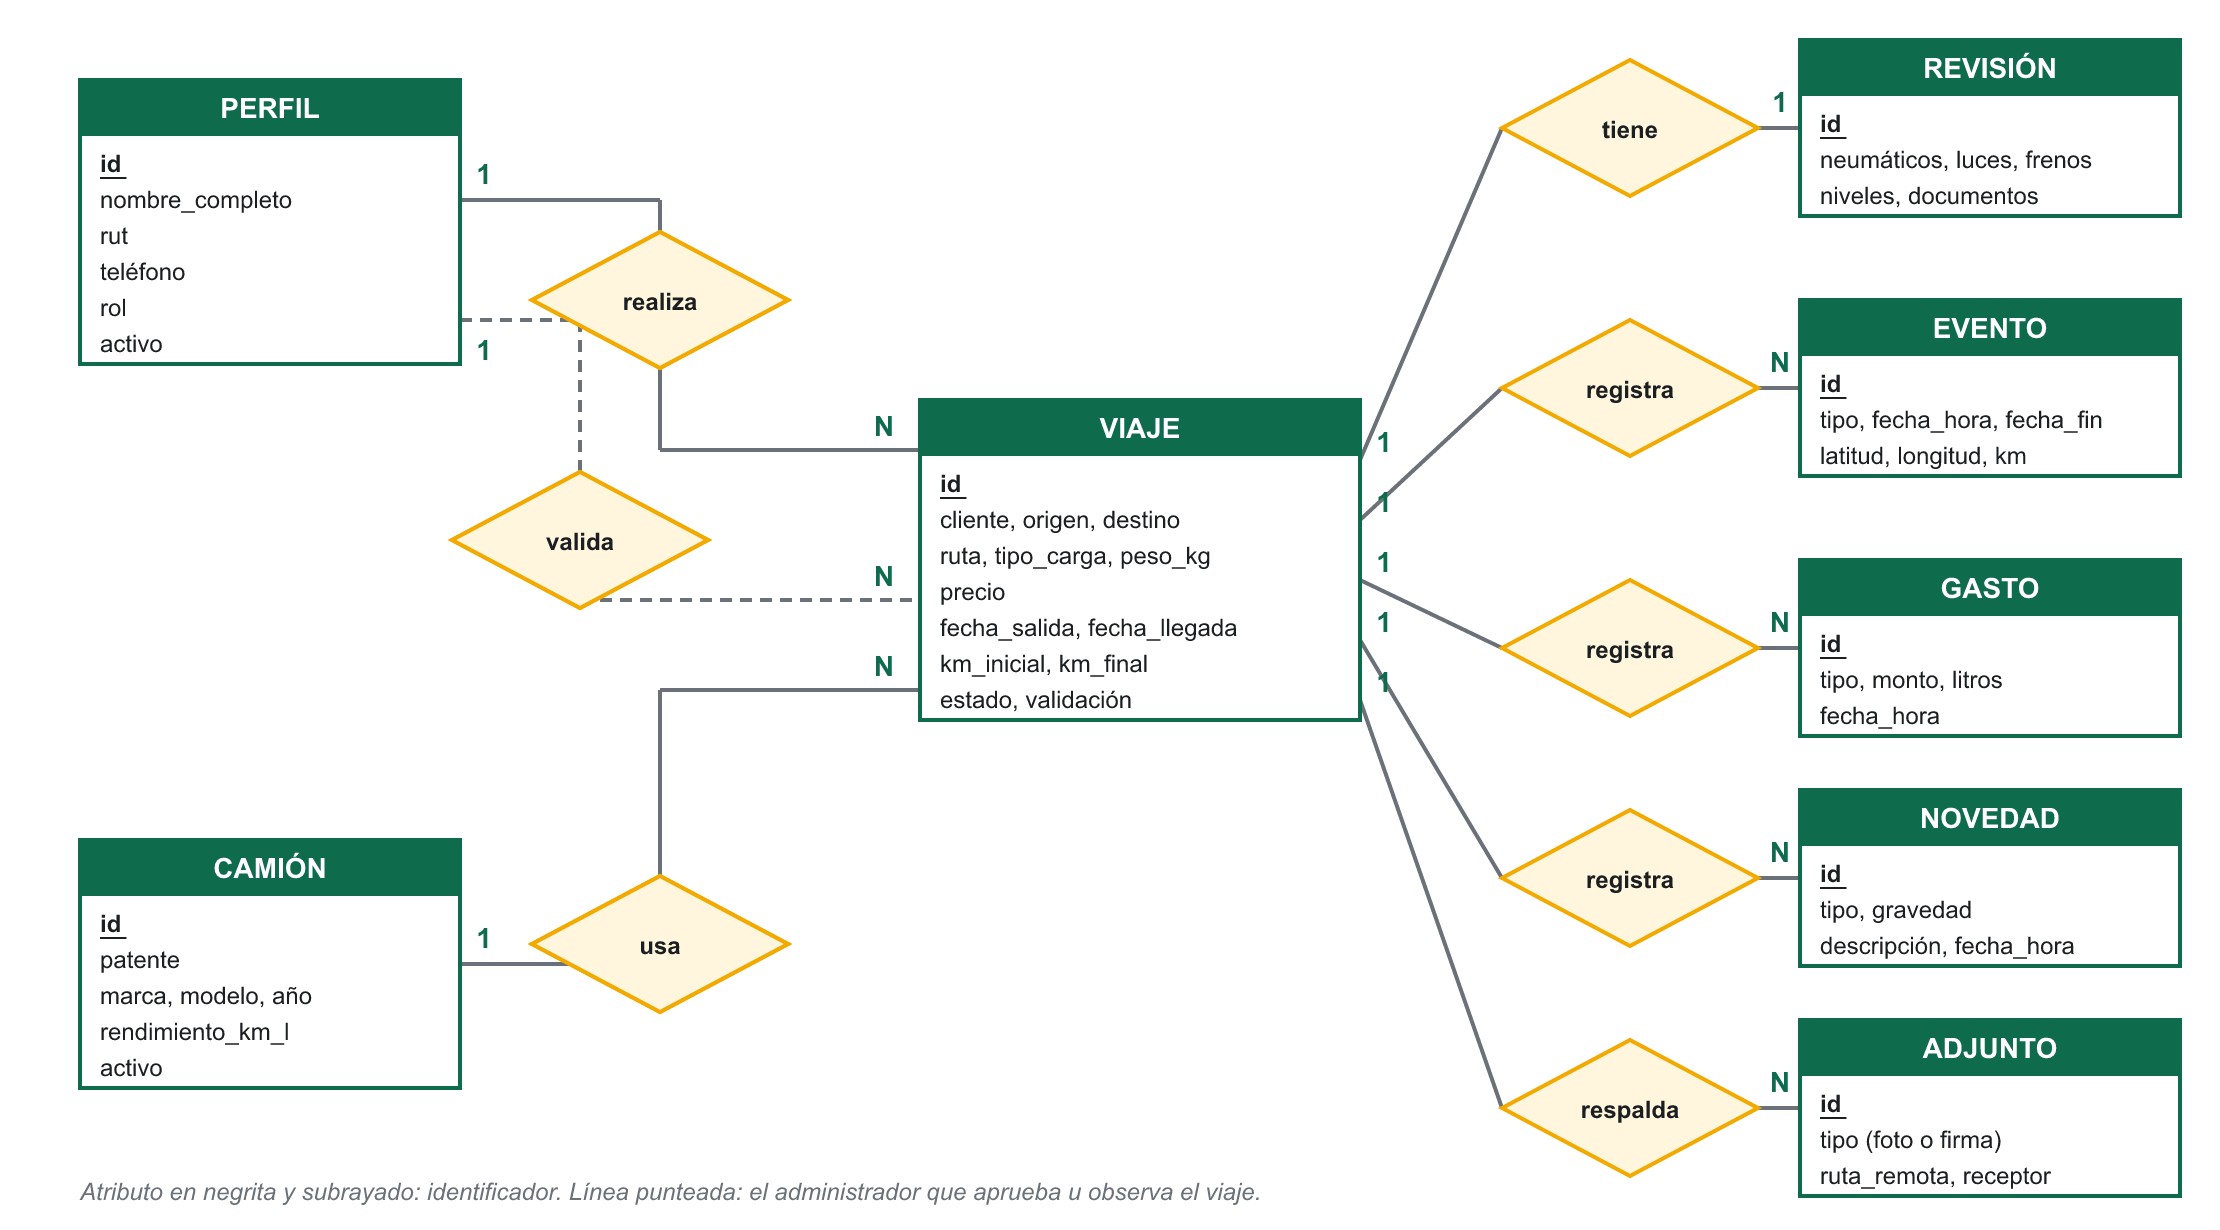 PERFIL
id
nombre_completo
rut
teléfono
rol
activo
1
1
realiza
valida
N
N
N
CAMIÓN
id
patente
marca, modelo, año
rendimiento_km_l
activo
1
usa
VIAJE
id
cliente, origen, destino
ruta, tipo_carga, peso_kg
precio
fecha_salida, fecha_llegada
km_inicial, km_final
estado, validación
1
1
1
1
1
tiene
1
REVISIÓN
id
neumáticos, luces, frenos
niveles, documentos
registra
N
EVENTO
id
tipo, fecha_hora, fecha_fin
latitud, longitud, km
registra
N
GASTO
id
tipo, monto, litros
fecha_hora
registra
N
NOVEDAD
id
tipo, gravedad
descripción, fecha_hora
respalda
N
ADJUNTO
id
tipo (foto o firma)
ruta_remota, receptor
Atributo en negrita y subrayado: identificador. Línea punteada: el administrador que aprueba u observa el viaje.